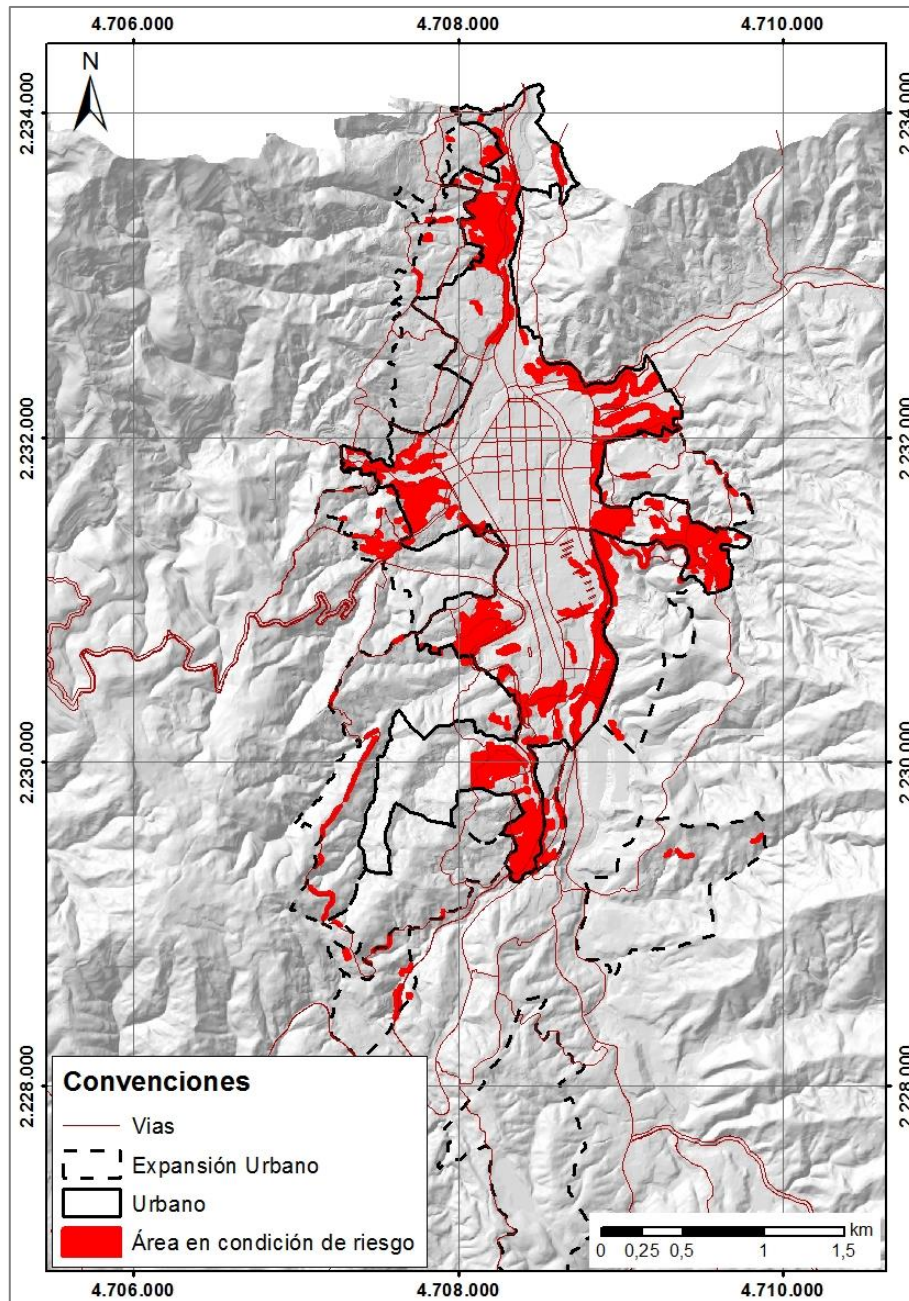 4.706.000 4.708.000 4.710.000
N
2.234.000 2.234.000
2.232.000 2.232.000
2.230.000 2.230.000
2.228.000 2.228.000
Convenciones
Vias
Expansión Urbano
Urbano
Área en condición de riesgo
km
0 0,25 0,5 1 1,5
4.706.000 4.708.000 4.710.000